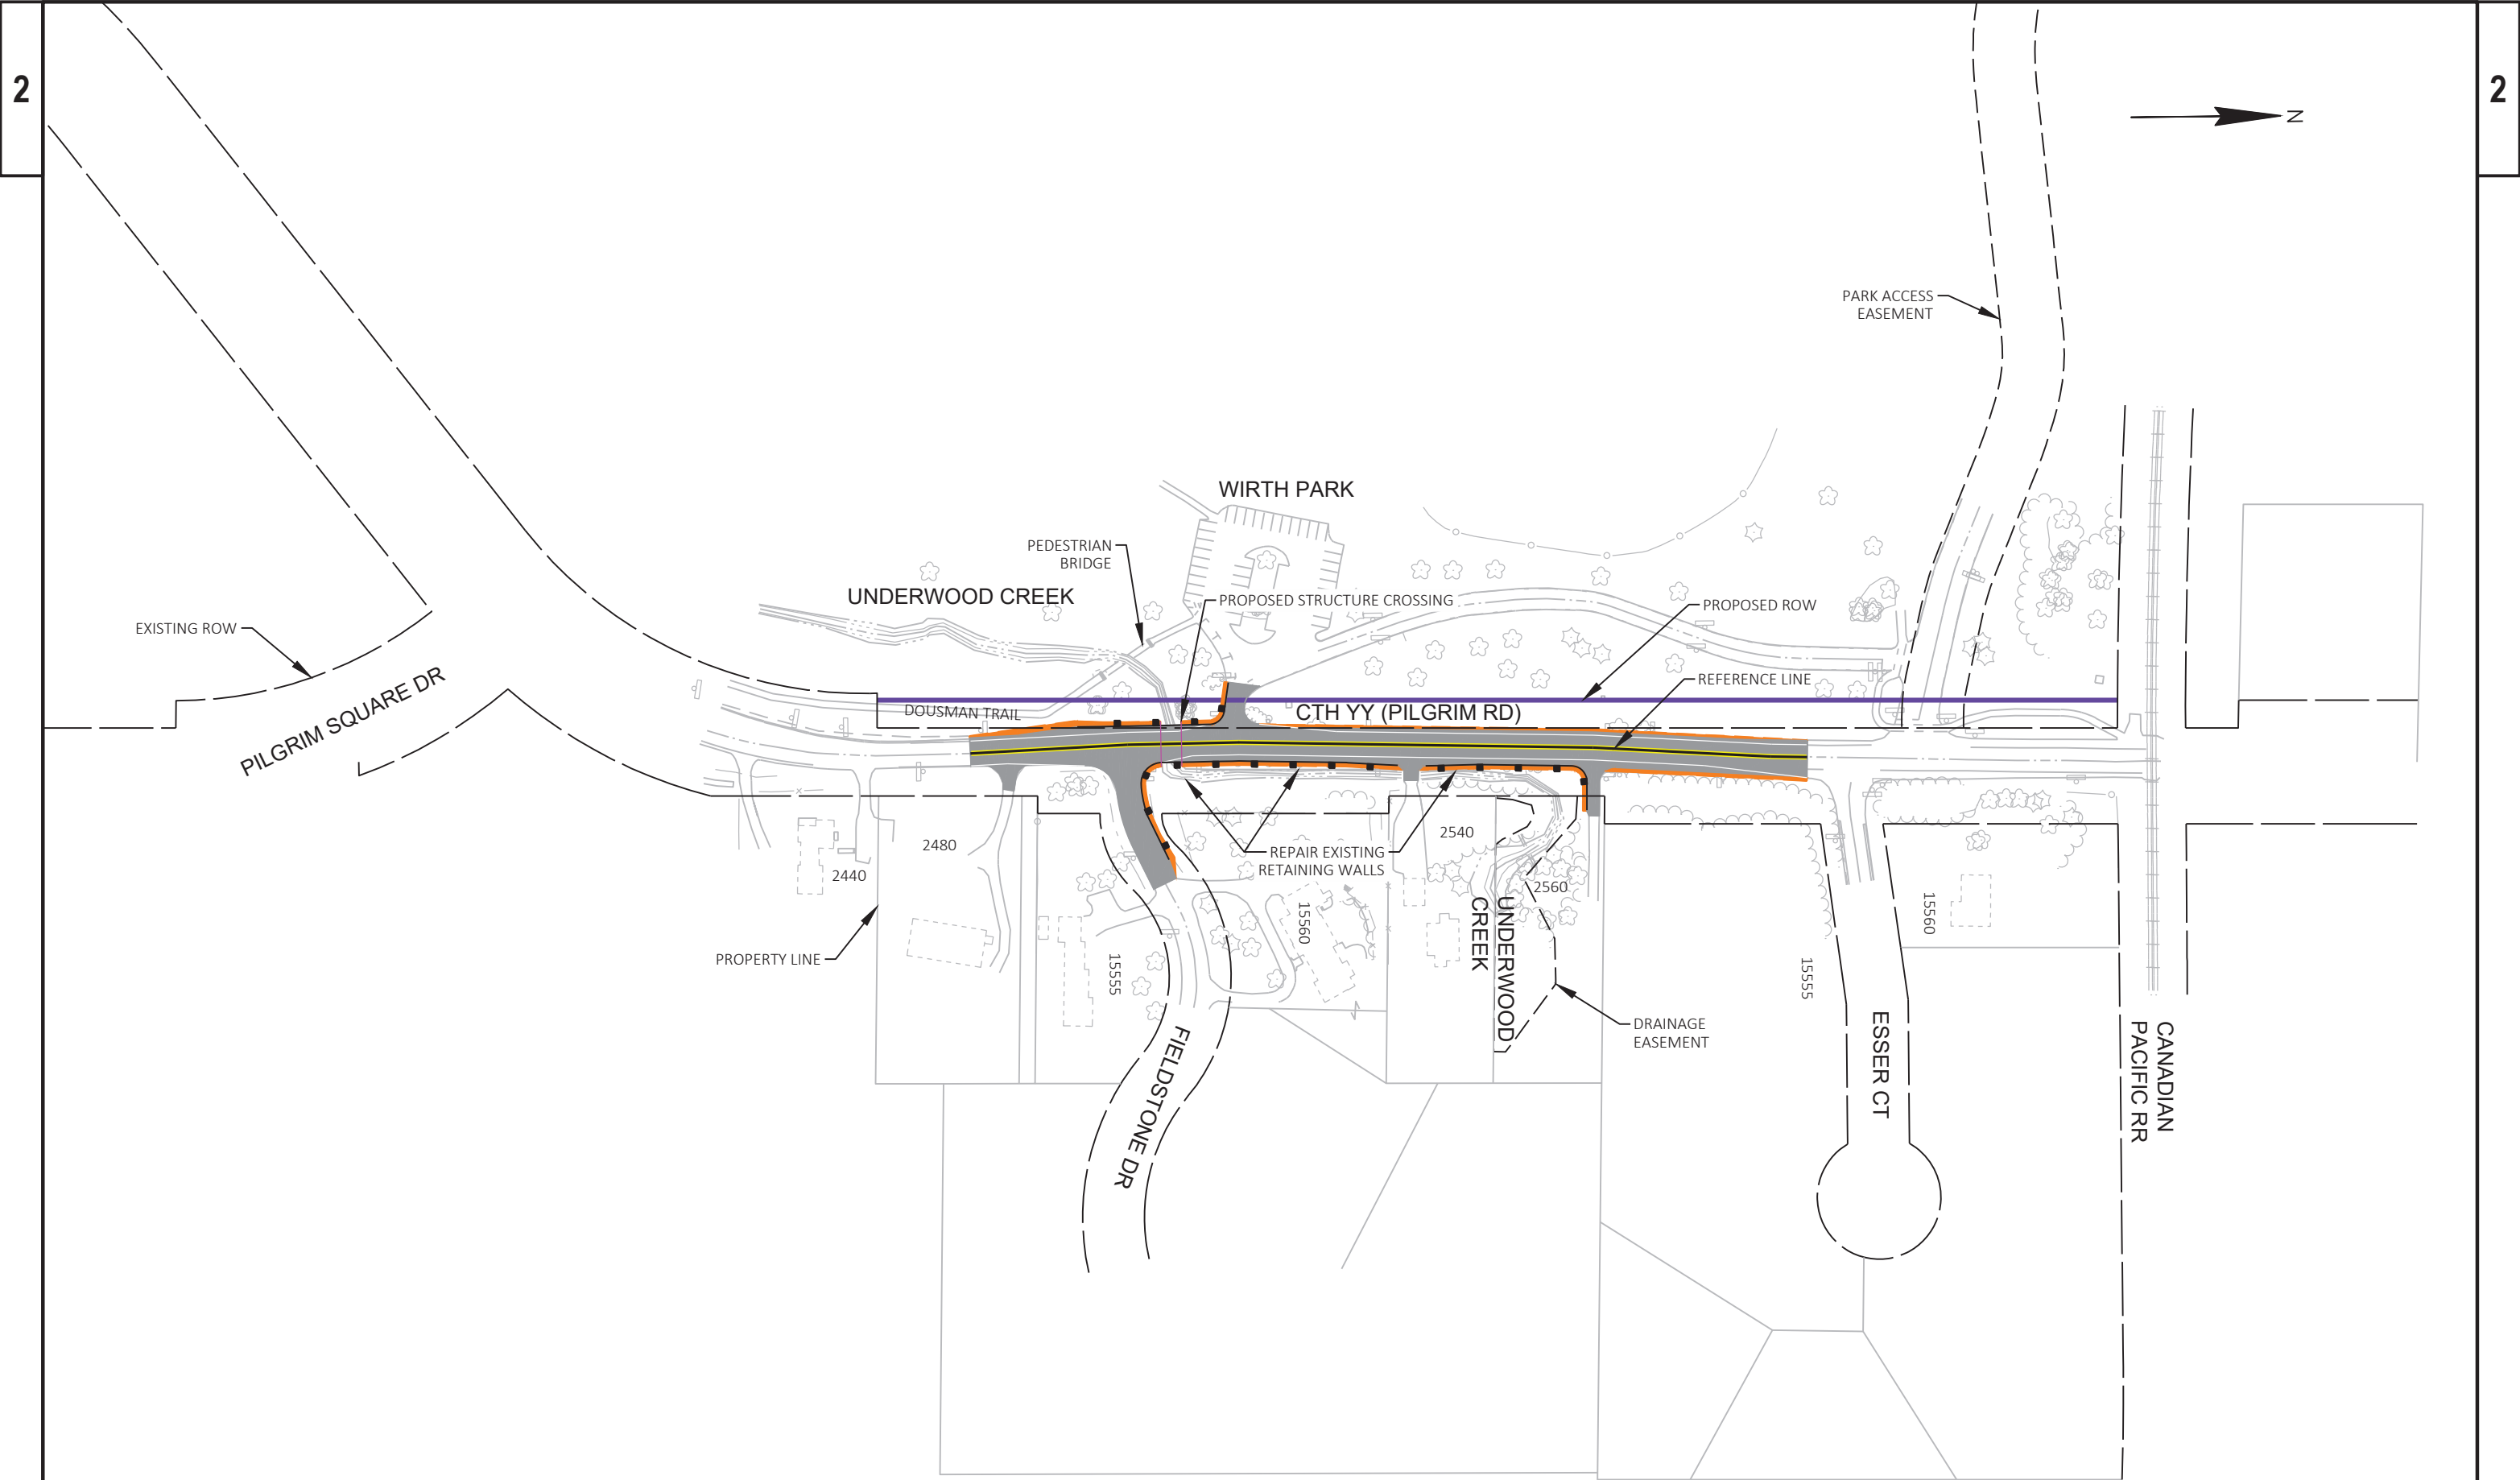 2
2
N
PARK ACCESS
EASEMENT
WIRTH PARK
PEDESTRIAN
BRIDGE
UNDERWOOD CREEK
PROPOSED STRUCTURE CROSSING
PROPOSED ROW
EXISTING ROW
REFERENCE LINE
PILGRIM SQUARE DR
DOUSMAN TRAIL
CTH YY (PILGRIM RD)
2480
2440
2540
REPAIR EXISTING
RETAINING WALLS
2560
PROPERTY LINE
15555
15560
UNDERWOOD
CREEK
15555
15560
DRAINAGE
EASEMENT
FIELDSTONE DR
ESSER CT
CANADIAN
PACIFIC RR